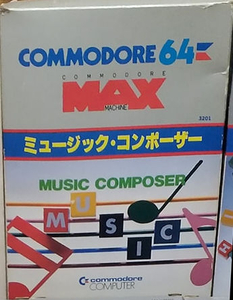 COMMODORE 64
COMMODORE
MAX
MACHINE
3201
ミュージック・コンポーザー
MUSIC COMPOSER
MUSIC
commodore
COMPUTER